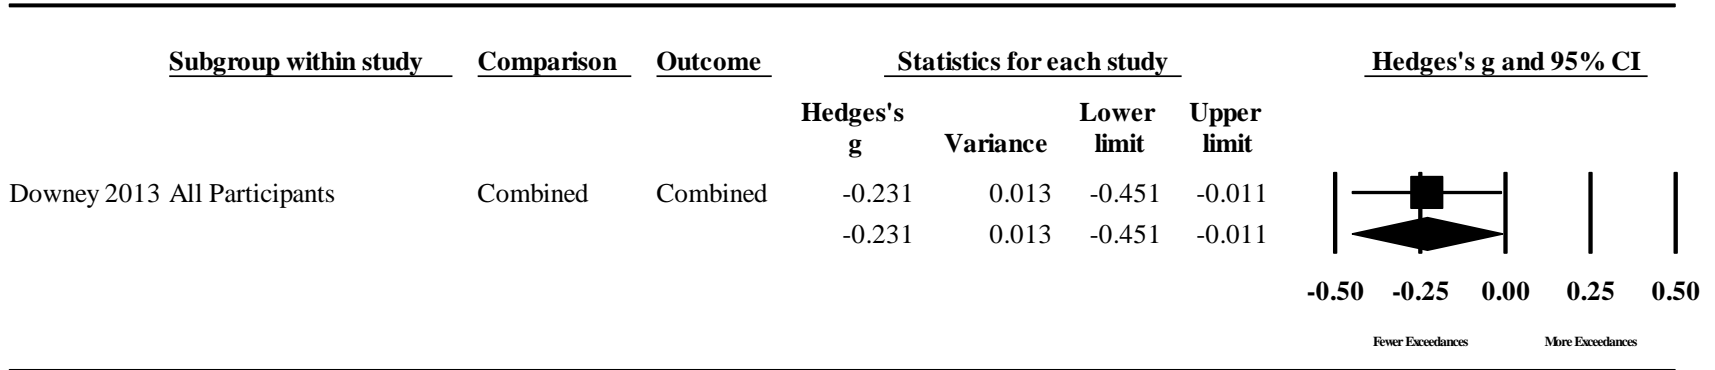 Subgroup within study Comparison Outcome Statistics for each study Hedges's g and 95% CI
Hedges's Lower Upper
g Variance limit limit
Downey 2013 All Participants Combined Combined -0.231 0.013 -0.451 -0.011
-0.231 0.013 -0.451 -0.011
-0.50 -0.25 0.00 0.25 0.50
Fewer Exceedances More Exceedances